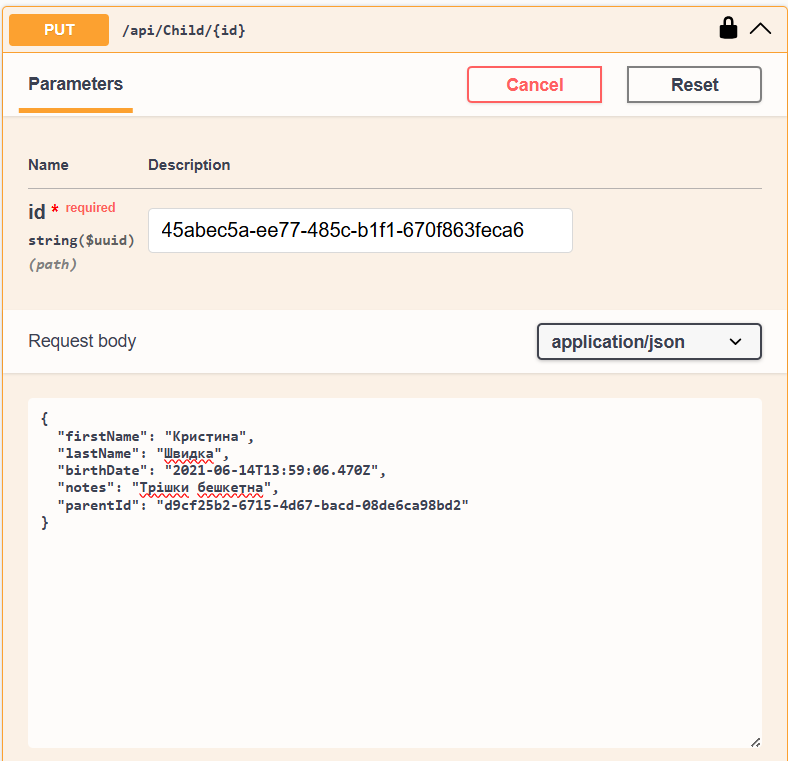 PUT /api/Child/{id}
Parameters Cancel Reset
Name Description
id * required
string($uuid) 45abec5a-ee77-485c-b1f1-670f863feca6
(path)
Request body application/json
{
"firstName": "Кристина",
"lastName": "Швидка",
"birthDate": "2021-06-14T13:59:06.470Z",
"notes": "Трішки бешкетна",
"parentId": "d9cf25b2-6715-4d67-bacd-08de6ca98bd2"
}